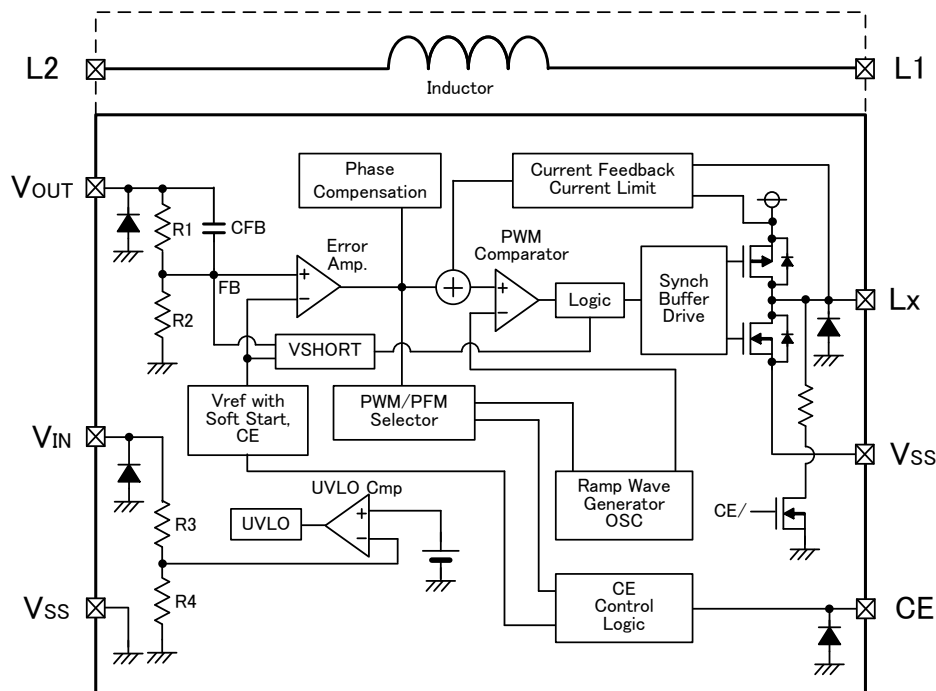 L2
L1
Inductor
VOUT
R1
CFB
Phase
Compensation
Current Feedback
Current Limit
Error
Amp.
PWM
Comparator
FB
R2
Logic
Synch
Buffer
Drive
Lx
VSHORT
Vref with
Soft Start,
CE
PWM/PFM
Selector
VIN
VSS
UVLO Cmp
Ramp Wave
Generator
OSC
CE/
R3
UVLO
R4
CE
Control
Logic
VSS
CE